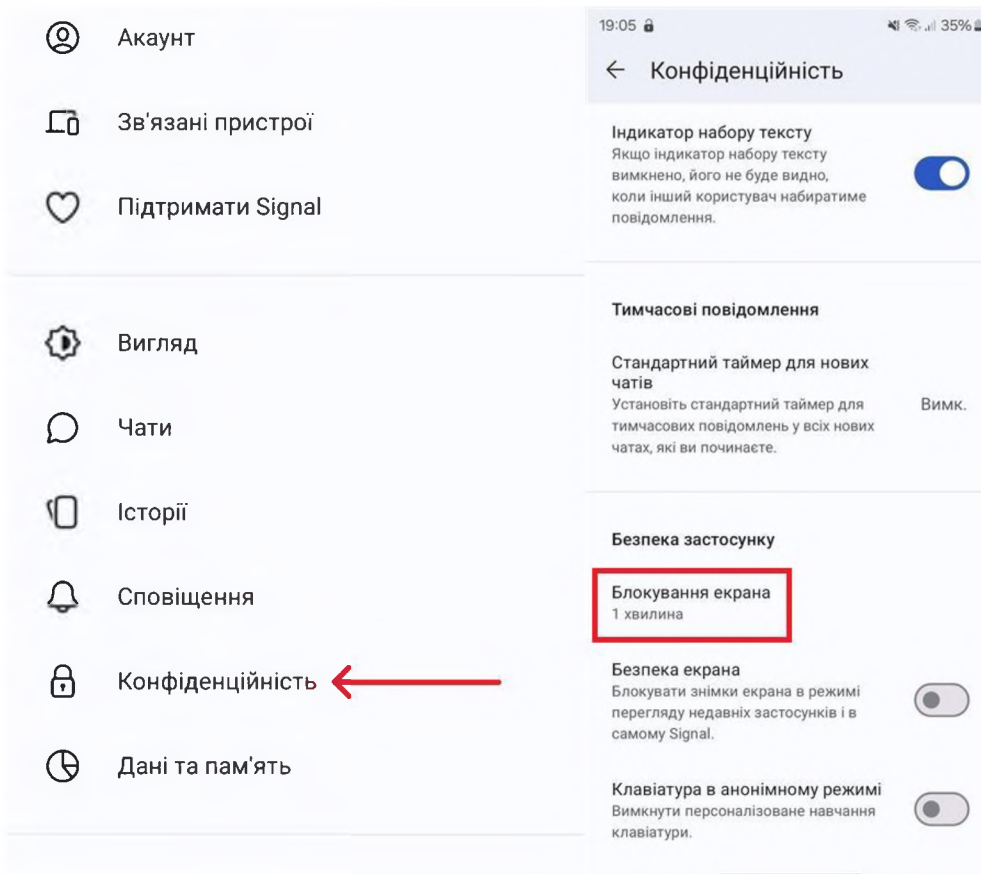 Акаунт
Зв'язані пристрої
Підтримати Signal
Вигляд
Чати
Історії
Сповіщення
Конфіденційність
Дані та пам'ять
19:05
35%
Конфіденційність
Індикатор набору тексту
Якщо індикатор набору тексту
вимкнено, його не буде видно,
коли інший користувач набиратиме
повідомлення.
Тимчасові повідомлення
Стандартний таймер для нових
чатів
Установіть стандартний таймер для
тимчасових повідомлень у всіх нових
чатах, які ви починаєте.
Вимк.
Безпека застосунку
Блокування екрана
1 хвилина
Безпека екрана
Блокувати знімки екрана в режимі
перегляду недавніх застосунків і в
самому Signal.
Клавіатура в анонімному режимі
Вимкнути персоналізоване навчання
клавіатури.